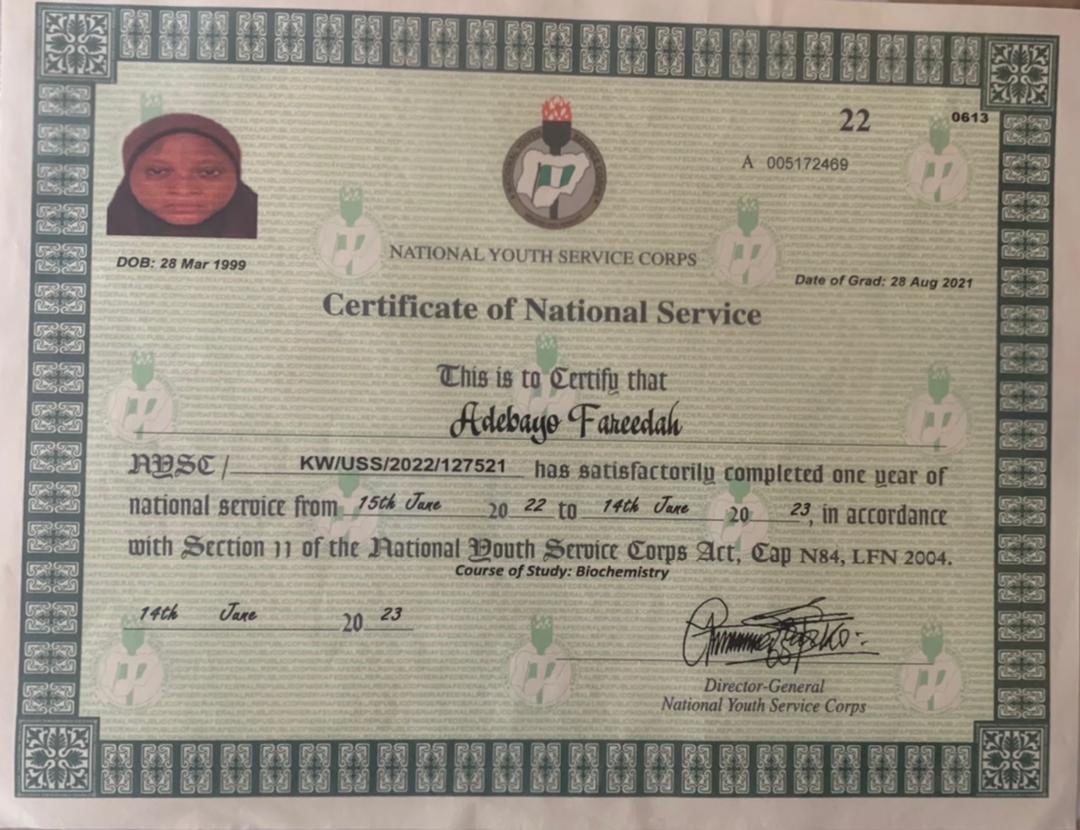 22
0613
A 005172469
DOB: 28 Mar 1999
NATIONAL YOUTH SERVICE CORPS
Date of Grad: 28 Aug 2021
Certificate of National Service
This is to Certify that
Adebayo Fareedah
NYSC/ KW/USS/2022/127521 has satisfactorily completed one year of
national service from 15th June 20 22 to 14th June 20 23, in accordance
with Section 11 of the National Youth Service Corps Act, Cap N84, LFN 2004.
Course of Study: Biochemistry
14th June 20 23
Director-General
National Youth Service Corps